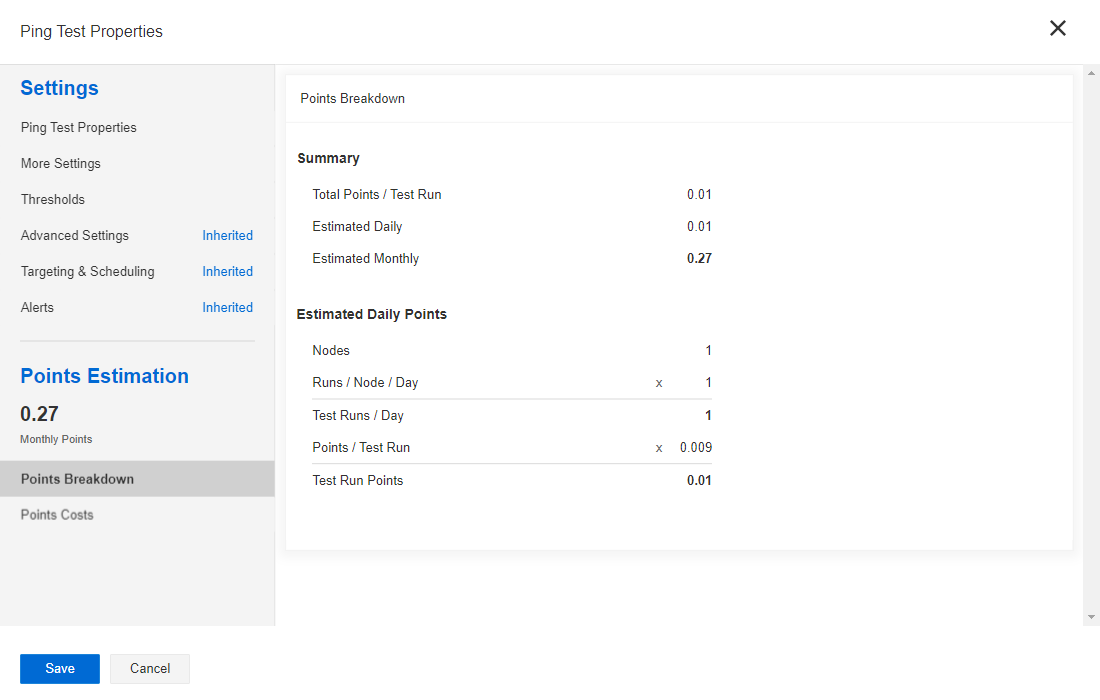 Ping Test Properties
Settings
Ping Test Properties
More Settings
Thresholds
Advanced Settings Inherited
Targeting & Scheduling Inherited
Alerts Inherited
Points Estimation
0.27
Monthly Points
Points Breakdown
Points Costs
Points Breakdown
Summary
Total Points / Test Run 0.01
Estimated Daily 0.01
Estimated Monthly 0.27
Estimated Daily Points
Nodes 1
Runs / Node / Day x 1
Test Runs / Day 1
Points / Test Run x 0.009
Test Run Points 0.01
Save Cancel